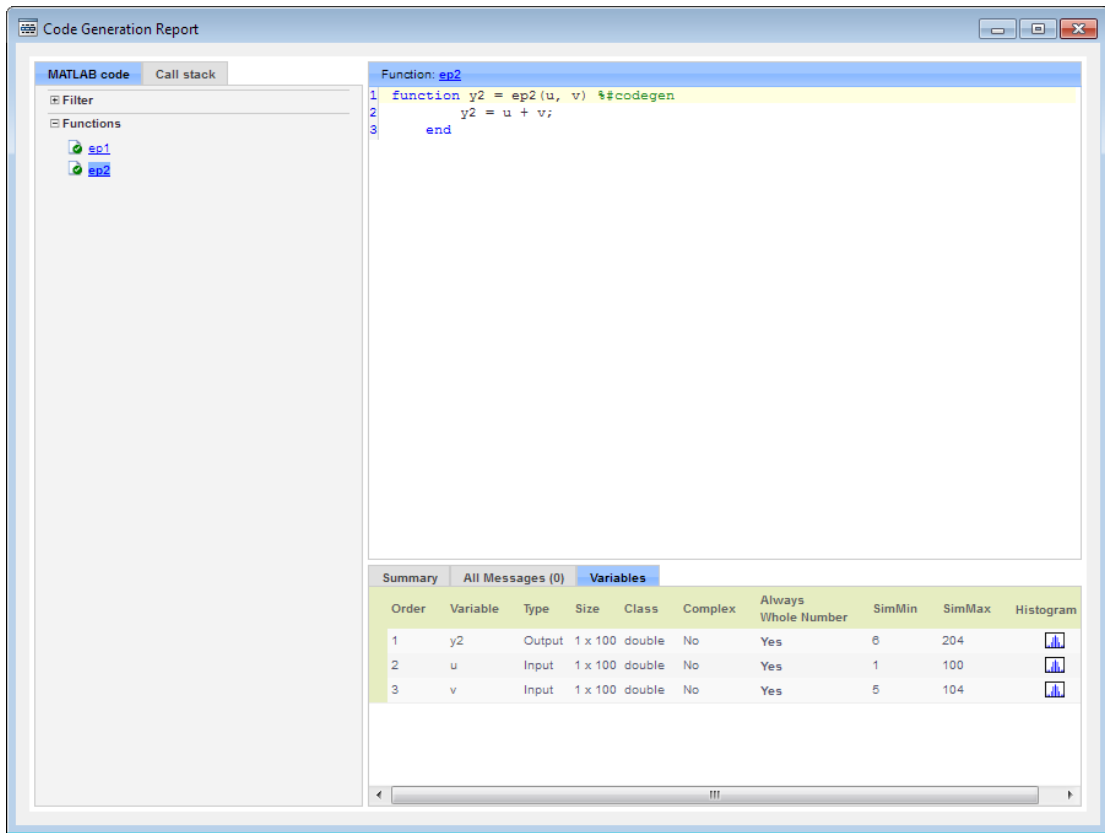 Code Generation Report
MATLAB code Call stack
Filter
Functions
ep1
ep2
Function: ep2
1 function y2 = ep2(u, v) %#codegen
2 y2 = u + v;
3 end
Summary All Messages (0) Variables
Order Variable Type Size Class Complex Always Whole Number SimMin SimMax Histogram
1 y2 Output 1 x 100 double No Yes 6 204
2 u Input 1 x 100 double No Yes 1 100
3 v Input 1 x 100 double No Yes 5 104